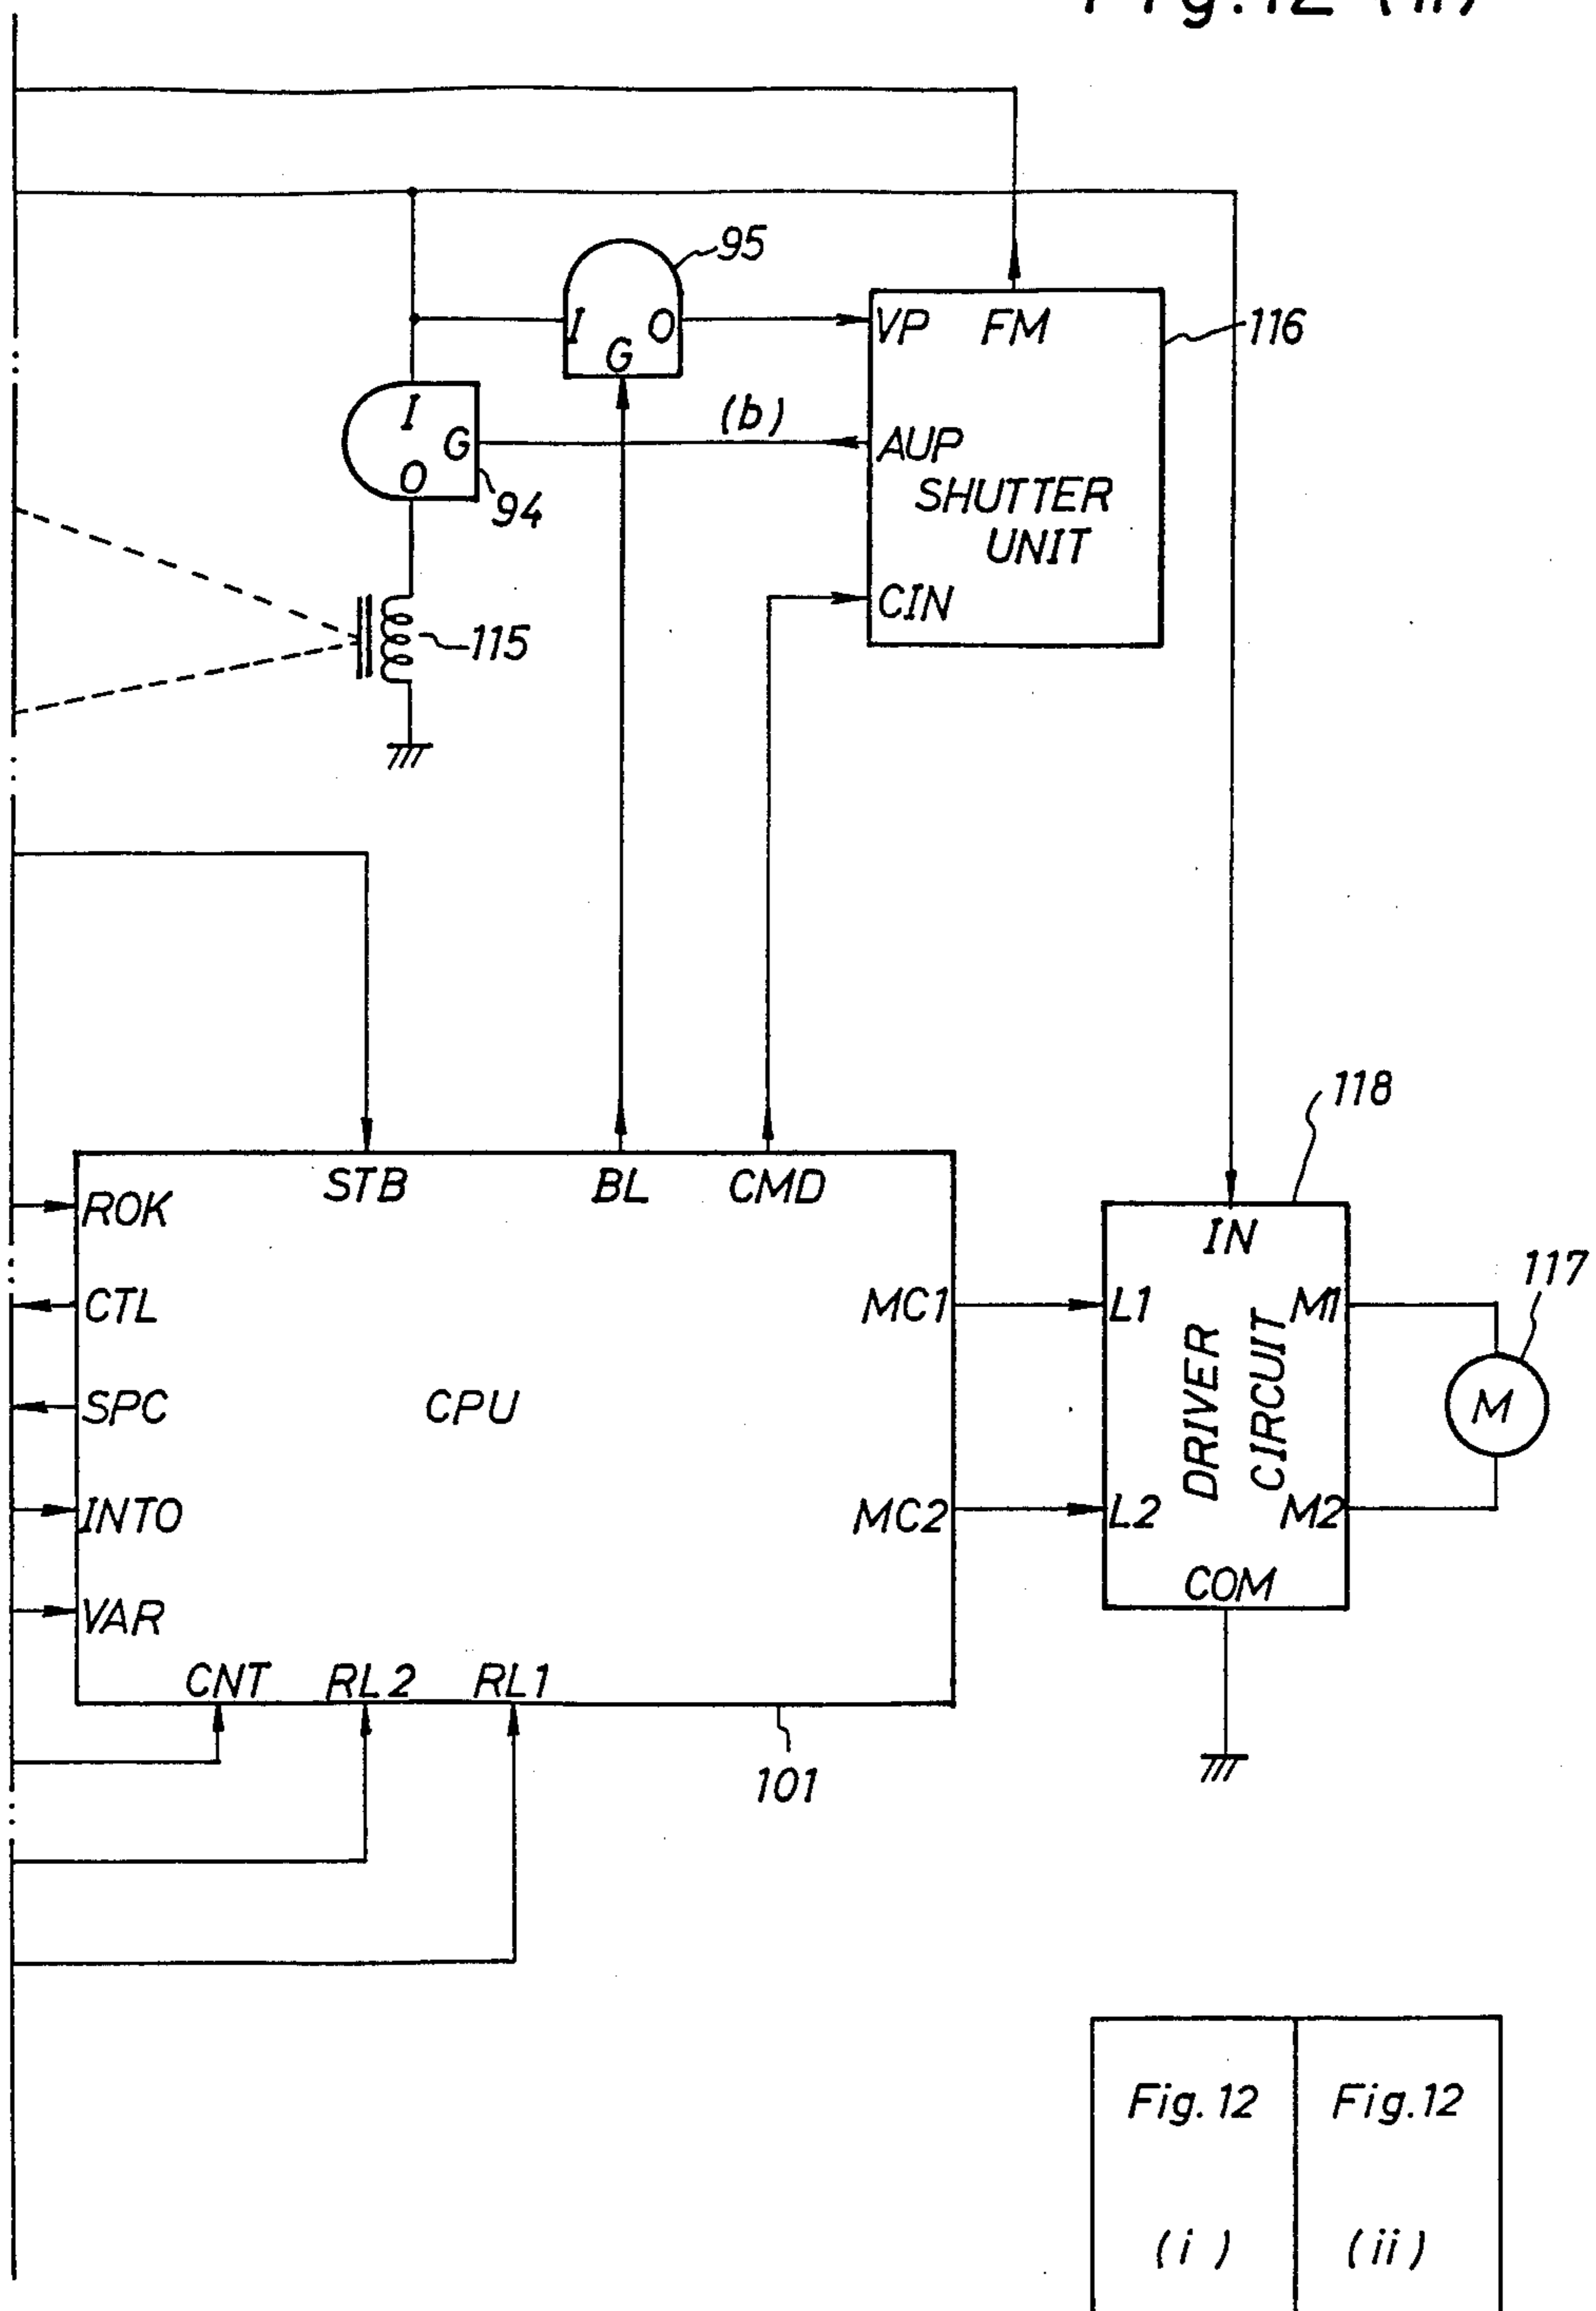 Fig.12 (ii)
95
I
O
G
VP
FM
116
I
G
O
94
(b)
AUP
SHUTTER
UNIT
CIN
115
118
STB
BL
CMD
ROK
CTL
SPC
INTO
VAR
CPU
MC1
MC2
CNT
RL2
RL1
101
IN
L1
M1
DRIVER
CIRCUIT
L2
M2
COM
117
M
Fig.12
(i)
Fig.12
(ii)